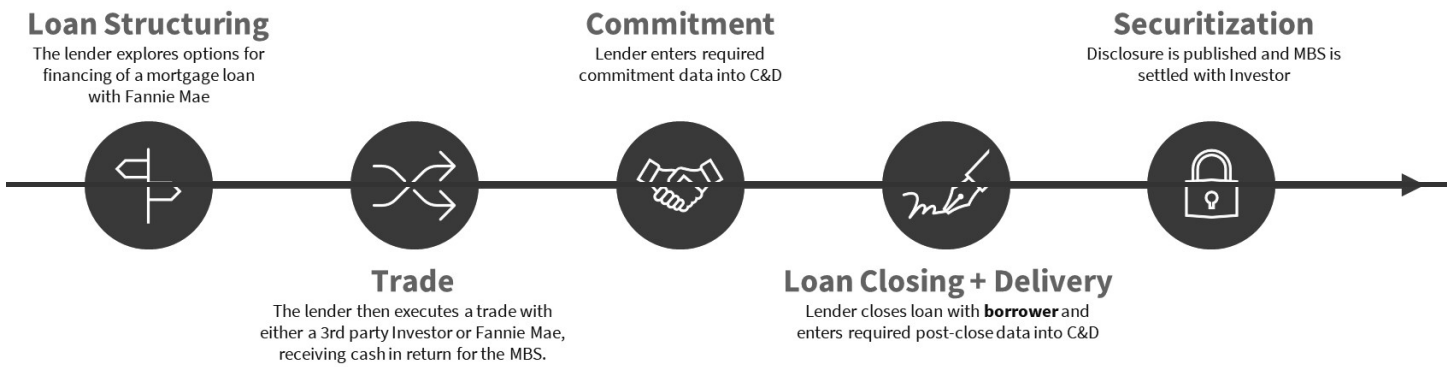 Loan Structuring
The lender explores options for
financing of a mortgage loan
with Fannie Mae
Trade
The lender then executes a trade with
either a 3rd party Investor or Fannie Mae,
receiving cash in return for the MBS.
Commitment
Lender enters required
commitment data into C&D
Loan Closing + Delivery
Lender closes loan with borrower and
enters required post-close data into C&D
Securitization
Disclosure is published and MBS is
settled with Investor